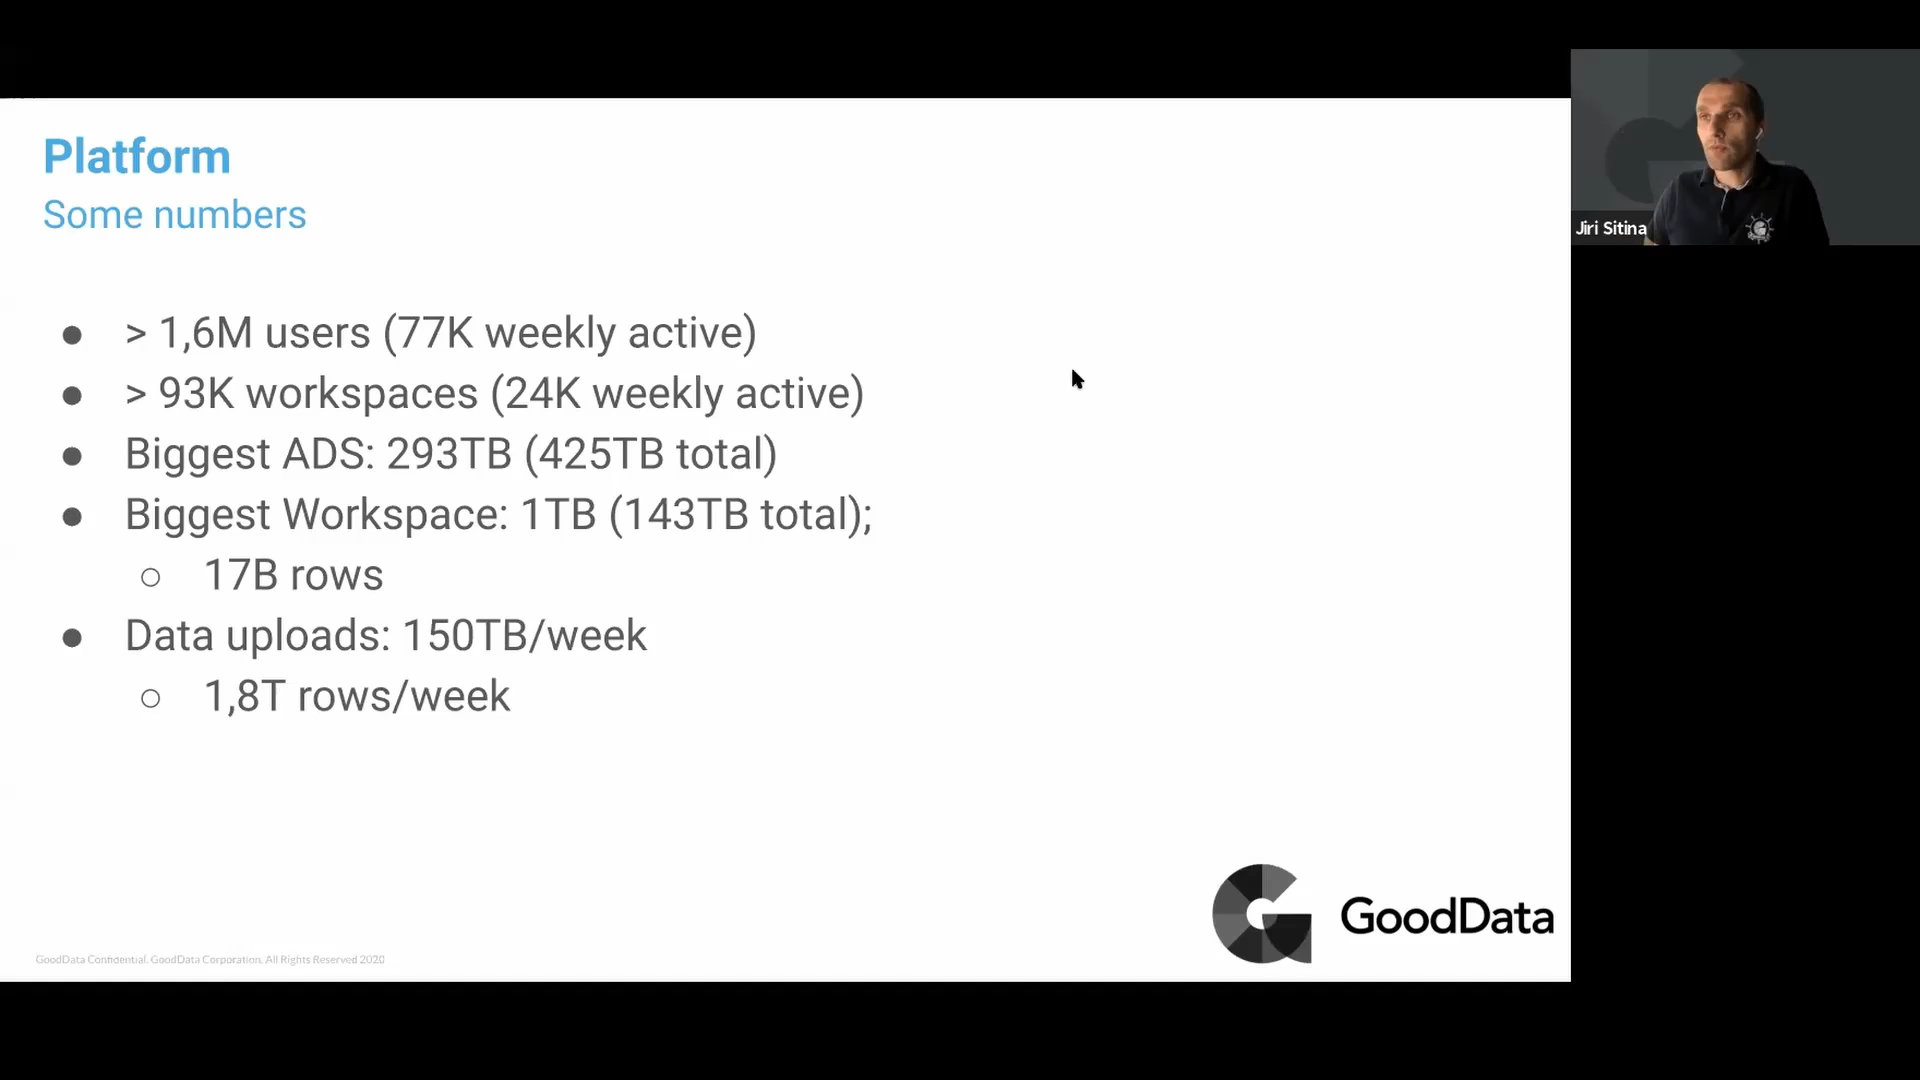 Platform
Some numbers
● > 1,6M users (77K weekly active)
● > 93K workspaces (24K weekly active)
● Biggest ADS: 293TB (425TB total)
● Biggest Workspace: 1TB (143TB total);
○ 17B rows
● Data uploads: 150TB/week
○ 1,8T rows/week
GoodData
GoodData Confidential. GoodData Corporation. All Rights Reserved 2020
Jiri Sitina